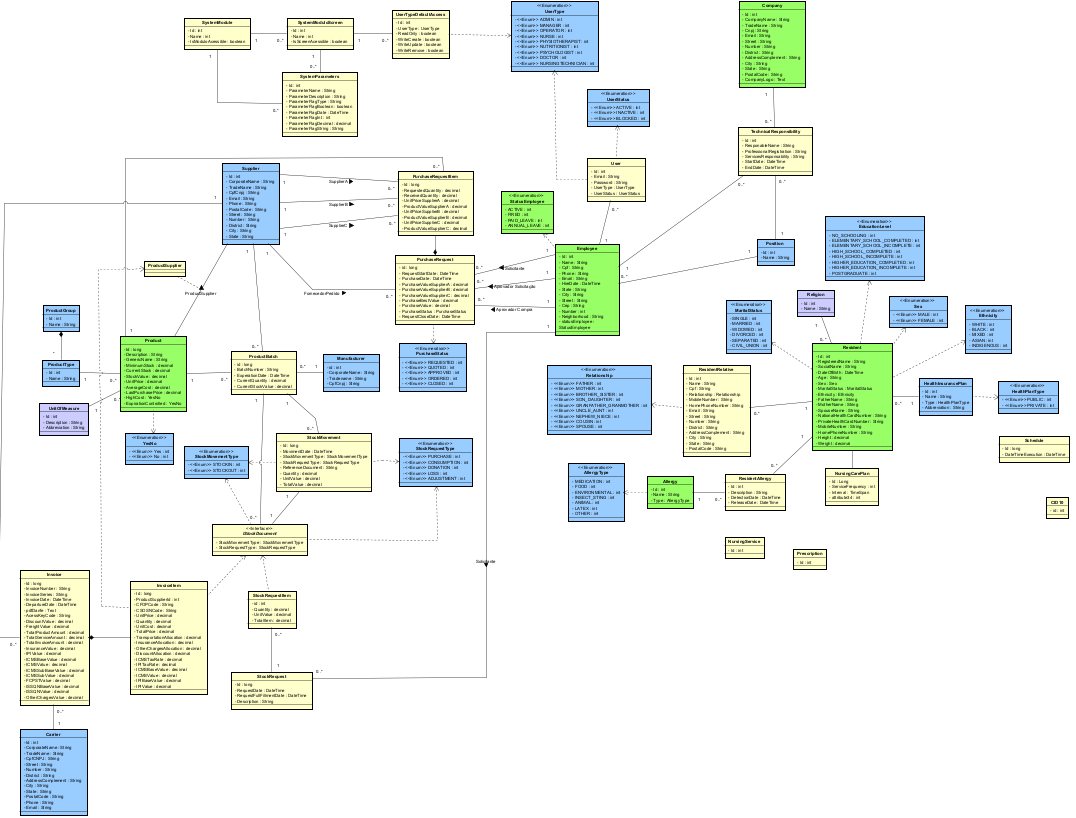 SystemModule
- Id : int
- Name : int
- IsModuloAcessible : boolean
SystemModuloScreen
- Id : int
- Name : int
- IsScreenAcessible : boolean
UserTypeDefaultAccess
- Id : int
- UserType : UserType
- ReadOnly : boolean
- WriteCreate : boolean
- WriteUpdate : boolean
- WriteRemove : boolean
<<Enumeration>>
UserType
- <<Enum>> ADMIN : int
- <<Enum>> MANAGER : int
- <<Enum>> OPERATOR : int
- <<Enum>> NURSE : int
- <<Enum>> PHYSIOTHERAPIST : int
- <<Enum>> NUTRITIONIST : int
- <<Enum>> PSYCHOLOGIST : int
- <<Enum>> DOCTOR : int
- <<Enum>> NURSINGTECHNICIAN : int
Company
- Id : int
- CompanyName : String
- TradeName : String
- Cnpj : String
- Email : String
- Street : String
- Number : String
- District : String
- AddressComplement : String
- City : String
- State : String
- PostalCode : String
- CompanyLogo : Text
SystemParameters
- Id : int
- ParameterName : String
- ParameterDescription : String
- ParameterFlagType : String
- ParameterFlagBoolean : boolean
- ParameterFlagDate : DateTime
- ParameterFlagInt : int
- ParameterFlagDecimal : decimal
- ParameterFlagString : String
<<Enumeration>>
UserStatus
- <<Enum>> ACTIVE : int
- <<Enum>> INACTIVE : int
- <<Enum>> BLOCKED : int
TechnicalResponsibility
- Id : int
- ResponsibleName : String
- ProfessionalRegistration : String
- ServiceResponsibility : String
- StartDate : DateTime
- EndDate : DateTime
User
- Id : int
- Email : String
- Password : String
- UserType : UserType
- UserStatus : UserStatus
Supplier
- Id : int
- CorporateName : String
- TradeName : String
- CpfCnpj : String
- Email : String
- Phone : String
- PostalCode : String
- Street : String
- Number : String
- District : String
- City : String
- State : String
SupplierA
SupplierB
SupplierC
PurchaseRequestItem
- Id : long
- RequestedQuantity : decimal
- ReceivedQuantity : decimal
- UnitPriceSupplierA : decimal
- ProductValueSupplierA : decimal
- UnitPriceSupplierB : decimal
- ProductValueSupplierB : decimal
- UnitPriceSupplierC : decimal
- ProductValueSupplierC : decimal
<<Enumeration>>
StatusEmployee
- ACTIVE : int
- FIRED : int
- PAID_LEAVE : int
- ANNUAL_LEAVE : int
Employee
- Id : int
- Name : String
- Cpf : String
- Phone : String
- Email : String
- HireDate : DateTime
- State : String
- City : String
- Street : String
- Cep : String
- Number : int
- Neighborhood : String
- statusEmployee :
StatusEmployee
Position
- Id : int
- Name : String
<<Enumeration>>
EducationLevel
- NO_SCHOOLING : int
- ELEMENTARY_SCHOOL_COMPLETED : int
- ELEMENTARY_SCHOOL_INCOMPLETE : int
- HIGH_SCHOOL_COMPLETED : int
- HIGH_SCHOOL_INCOMPLETE : int
- HIGHER_EDUCATION_COMPLETED : int
- HIGHER_EDUCATION_INCOMPLETE : int
- POSTGRADUATE : int
PurchaseRequest
- Id : long
- RequestStartDate : DateTime
- PurchaseDate : DateTime
- PurchaseValueSupplierA : decimal
- PurchaseValueSupplierB : decimal
- PurchaseValueSupplierC : decimal
- PurchaseBestValue : decimal
- PurchaseValue : decimal
- PurchaseStatus : PurchaseStatus
- RequestCloseDate : DateTime
Solicitante
Aprovador Solicitação
Aprovador Compra
FornecedorPedido
ProductSupplier
ProductSupplier
ProductGroup
- Id : int
- Name : String
ProductType
- Id : int
- Name : String
UnitOfMeasure
- Id : int
- Description : String
- Abbreviation : String
Product
- Id : long
- Description : String
- GenericName : String
- MinimumStock : decimal
- CurrentStock : decimal
- StockValue : decimal
- UnitPrice : decimal
- AverageCost : decimal
- LastPurchasePrice : decimal
- HighCost : YesNo
- ExpirationControlled : YesNo
ProductBatch
- Id : long
- BatchNumber : String
- ExpirationDate : DateTime
- CurrentQuantity : decimal
- CurrentStockValue : decimal
Manufacturer
- Id : int
- CorporateName : String
- Tradename : String
- CpfCnpj : String
<<Enumeration>>
PurchaseStatus
- <<Enum>> REQUESTED : int
- <<Enum>> QUOTED : int
- <<Enum>> APPROVED : int
- <<Enum>> ORDERED : int
- <<Enum>> CLOSED : int
<<Enumeration>>
MaritalStatus
- SINGLE : int
- MARRIED : int
- WIDOWED : int
- DIVORCED : int
- SEPARATED : int
- CIVIL_UNION : int
Religion
- Id : int
- Name : String
<<Enumeration>>
Sex
- <<Enum>> MALE : int
- <<Enum>> FEMALE : int
<<Enumeration>>
Ethnicity
- WHITE : int
- BLACK : int
- MIXED : int
- ASIAN : int
- INDIGENOUS : int
Resident
- Id : int
- RegisteredName : String
- SocialName : String
- DateOfBirth : DateTime
- Cpf : String
- Sex : Sex
- MaritalStatus : MaritalStatus
- Ethnicity : Ethnicity
- FatherName : String
- MotherName : String
- SpouseName : String
- NationalHealthCardNumber : String
- PrivateHealthCardNumber : String
- MobileNumber : String
- HomePhoneNumber : String
- Height : decimal
- Weight : decimal
HealthInsurancePlan
- Id : int
- Name : String
- Type : HealthPlanType
- Abbreviation : String
<<Enumeration>>
HealthPlanType
- <<Enum>> PUBLIC : int
- <<Enum>> PRIVATE : int
<<Enumeration>>
Relationship
- <<Enum>> FATHER : int
- <<Enum>> MOTHER : int
- <<Enum>> BROTHER_SISTER : int
- <<Enum>> SON_DAUGHTER : int
- <<Enum>> GRANFATHER_GRANMOTHER : int
- <<Enum>> UNCLE_AUNT : int
- <<Enum>> NEPHEW_NIECE : int
- <<Enum>> COUSIN : int
- <<Enum>> SPOUSE : int
ResidentRelative
- Id : int
- Name : String
- Cpf : String
- Relationship : Relationship
- MobileNumber : String
- HomePhoneNumber : String
- Email : String
- Street : String
- Number : String
- District : String
- AddressComplement : String
- City : String
- State : String
- PostalCode : String
<<Enumeration>>
YesNo
- <<Enum>> Yes : int
- <<Enum>> No : int
<<Enumeration>>
StockMovementType
- <<Enum>> STOCKIN : int
- <<Enum>> STOCKOUT : int
StockMovement
- Id : long
- MovementDate : DateTime
- StockMovementType : StockMovementType
- StockRequestType : StockRequestType
- ReferenceDocument : String
- Quantity : decimal
- UnitValue : decimal
- TotalValue : decimal
<<Enumeration>>
StockRequestType
- <<Enum>> PURCHASE : int
- <<Enum>> CONSUMPTION : int
- <<Enum>> DONATION : int
- <<Enum>> LOSS : int
- <<Enum>> ADJUSTMENT : int
<<Enumeration>>
AllergyType
- MEDICATION : int
- FOOD : int
- ENVIRONMENTAL : int
- INSECT_STING : int
- ANIMAL : int
- LATEX : int
- OTHER : int
Allergy
- Id : int
- Name : String
- Type : AllergyType
ResidentAllergy
- Id : int
- Description : String
- DetectionDate : DateTime
- ReleaseDate : DateTime
NursingCarePlan
- Id : Long
- ServiceFrequency : int
- Interval : TimeSpan
- attribute34 : int
Schedule
- Id : long
- DateTimeExecution : DateTime
CID10
- Id : int
NursingService
- Id : int
Prescription
- Id : int
<<Interface>>
IStockDocument
- StockMovementType : StockMovementType
- StockRequestType : StockRequestType
Solicitante
Invoice
- Id : long
- InvoiceNumber : String
- InvoiceSeries : String
- InvoiceDate : DateTime
- DepartureDate : DateTime
- pdfDanfe : Text
- AccessKeyCode : String
- DiscountValue : decimal
- FreightValue : decimal
- TotalProductAmount : decimal
- TotalServiceAmount : decimal
- TotalInvoiceAmount : decimal
- InsuranceValue : decimal
- IPIValue : decimal
- ICMSBaseValue : decimal
- ICMSValue : decimal
- ICMSSubBaseValue : decimal
- ICMSSubValue : decimal
- FCPSTValue : decimal
- ISSQNBaseValue : decimal
- ISSQNValue : decimal
- OtherChargesValue : decimal
InvoiceItem
- Id : long
- ProductSupplierId : int
- CFOPCode : String
- CSOSNCode : String
- UnitPrice : decimal
- Quantity : decimal
- UnitCost : decimal
- TotalPrice : decimal
- TransportationAllocation : decimal
- InsuranceAllocation : decimal
- OtherChargesAllocation : decimal
- DiscountAllocation : decimal
- ICMSTaxRate : decimal
- IPITaxRate : decimal
- ICMSBaseValue : decimal
- ICMSValue : decimal
- IPIBaseValue : decimal
- IPIValue : decimal
StockRequestItem
- Id : int
- Quantity : decimal
- UnitValue : decimal
- TotalItem : decimal
StockRequest
- Id : long
- RequestDate : DateTime
- RequestFullFillmentDate : DateTime
- Description : String
Carrier
- Id : int
- CorporateName : String
- TradeName : String
- CpfCNPJ : String
- Street : String
- Number : String
- District : String
- AddressComplement : String
- City : String
- State : String
- PostalCode : String
- Phone : String
- Email : String